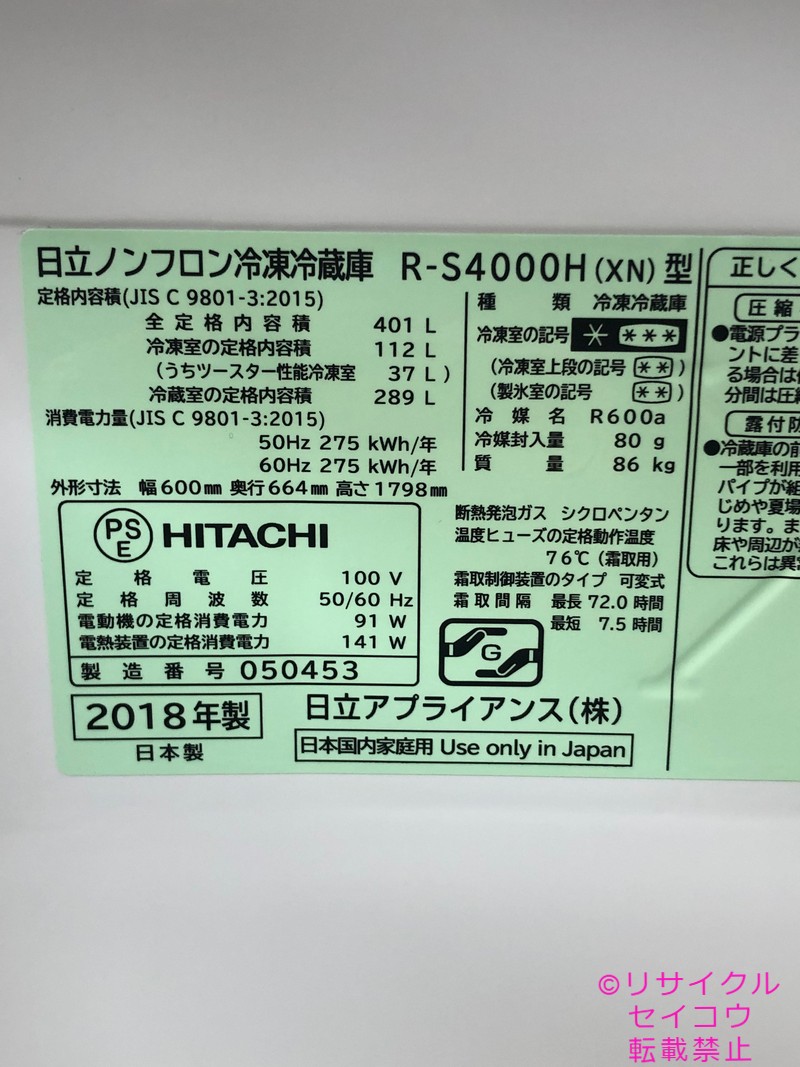 日立ノンフロン冷凍冷蔵庫 R-S4000H(XN)型
定格内容積(JIS C 9801-3:2015)
全定格内容積 401 L
冷凍室の定格内容積 112 L
(うちツースター性能冷凍室 37 L)
冷蔵室の定格内容積 289 L
消費電力量(JIS C 9801-3:2015)
50Hz 275 kWh/年
60Hz 275 kWh/年
外形寸法 幅600mm 奥行664mm 高さ1798mm
種類 冷凍冷蔵庫
冷凍室の記号 * ***
(冷凍室上段の記号 **)
(製氷室の記号 **)
冷媒名 R600a
冷媒封入量 80 g
質量 86 kg
PSE HITACHI
定格電圧 100 V
定格周波数 50/60 Hz
電動機の定格消費電力 91 W
電熱装置の定格消費電力 141 W
製造番号 050453
断熱発泡ガス シクロペンタン
温度ヒューズの定格動作温度
76℃(霜取用)
霜取制御装置のタイプ 可変式
霜取間隔 最長 72.0 時間
最短 7.5 時間
G
2018年製
日本製
日立アプライアンス(株)
日本国内家庭用 Use only in Japan
正しく
圧縮
●電源プラ
ントに差
る場合は
分間は圧縮
露付防
●冷蔵庫の前
一部を利用
パイプが組
じめや夏場
ります。ま
床や周辺が
これらは異常
©リサイクル
セイコウ
転載禁止